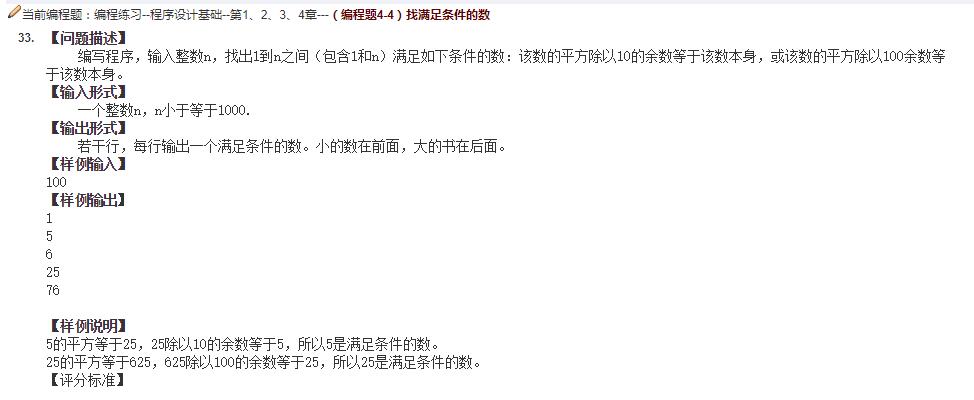 当前编程题：编程练习--程序设计基础--第1、2、3、4章---（编程题4-4）找满足条件的数
33. 【问题描述】
编写程序，输入整数n，找出1到n之间（包含1和n）满足如下条件的数：该数的平方除以10的余数等于该数本身，或该数的平方除以100余数等
于该数本身。
【输入形式】
一个整数n，n小于等于1000.
【输出形式】
若干行，每行输出一个满足条件的数。小的数在前面，大的书在后面。
【样例输入】
100
【样例输出】
1
5
6
25
76
【样例说明】
5的平方等于25，25除以10的余数等于5，所以5是满足条件的数。
25的平方等于625，625除以100的余数等于25，所以25是满足条件的数。
【评分标准】